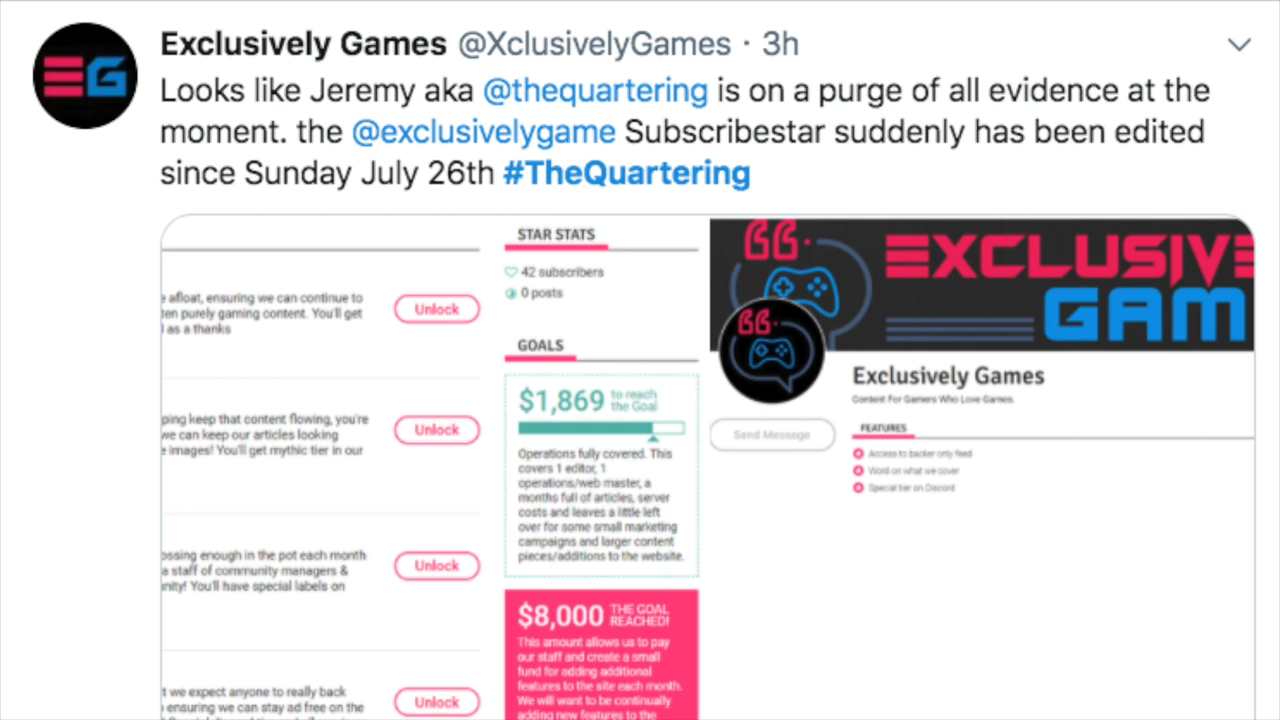 Exclusively Games @XclusivelyGames · 3h
EG
Looks like Jeremy aka @thequartering is on a purge of all evidence at the
moment. the @exclusivelygame Subscribestar suddenly has been edited
since Sunday July 26th #TheQuartering
afloat, ensuring we can continue to
ten purely gaming content. You'll get
as a thanks
Unlock
ping keep that content flowing, you're
we can keep our articles looking
images! You'll get mythic tier in our
Unlock
ossing enough in the pot each month
a staff of community managers &
nity! You'll have special labels on
Unlock
t we expect anyone to really back
ensuring we can stay ad free on the
Unlock
STAR STATS
42 subscribers
0 posts
GOALS
$1,869 to reach
the Goal
Operations fully covered. This
covers 1 editor, 1
operations/web master, a
months full of articles, server
costs and leaves a little left
over for some small marketing
campaigns and larger content
pieces/additions to the website.
$8,000 THE GOAL
REACHED!
This amount allows us to pay
our staff and create a small
fund for adding additional
features to the site each month.
We will want to be continually
adding new features to the
EXCLUSIVE
GAM
Exclusively Games
Content For Gamers Who Love Games.
Send Message
FEATURES
Access to backer only feed
Word on what we cover
Special tier on Discord